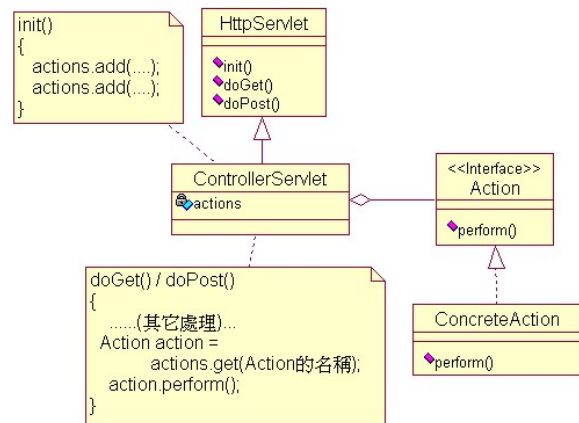 init()
{
actions.add(....);
actions.add(....);
}
HttpServlet
init()
doGet()
doPost()
ControllerServlet
actions
<<Interface>>
Action
perform()
doGet() / doPost()
{
......(其它處理)...
Action action =
actions.get(Action的名稱);
action.perform();
}
ConcreteAction
perform()